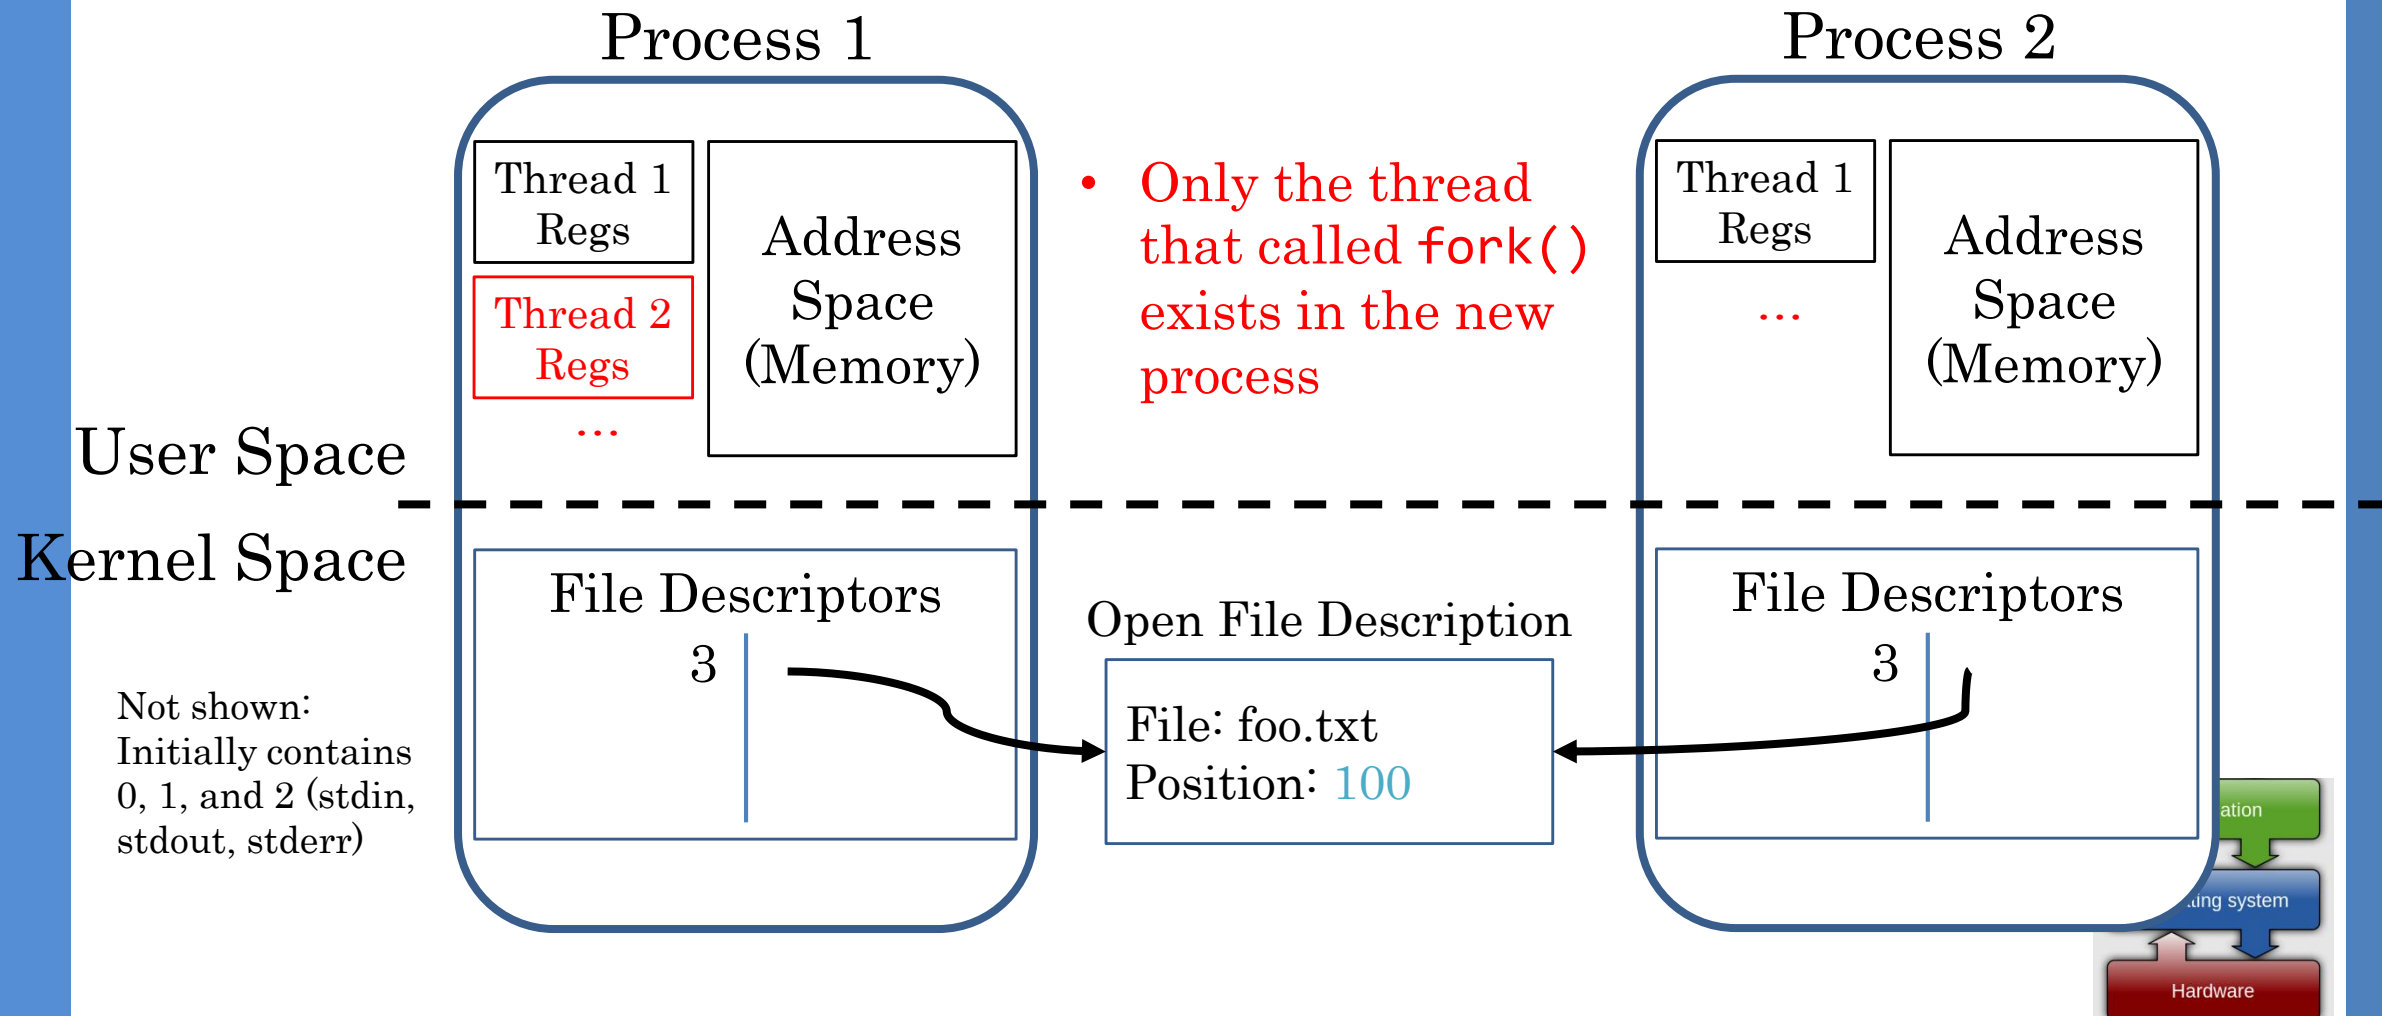 Process 1
Thread 1
Regs
Thread 2
Regs
...
Address
Space
(Memory)
• Only the thread
that called fork()
exists in the new
process
Process 2
Thread 1
Regs
...
Address
Space
(Memory)
User Space
Kernel Space
Not shown:
Initially contains
0, 1, and 2 (stdin,
stdout, stderr)
File Descriptors
3
Open File Description
File: foo.txt
Position: 100
File Descriptors
3
ation
ting system
Hardware